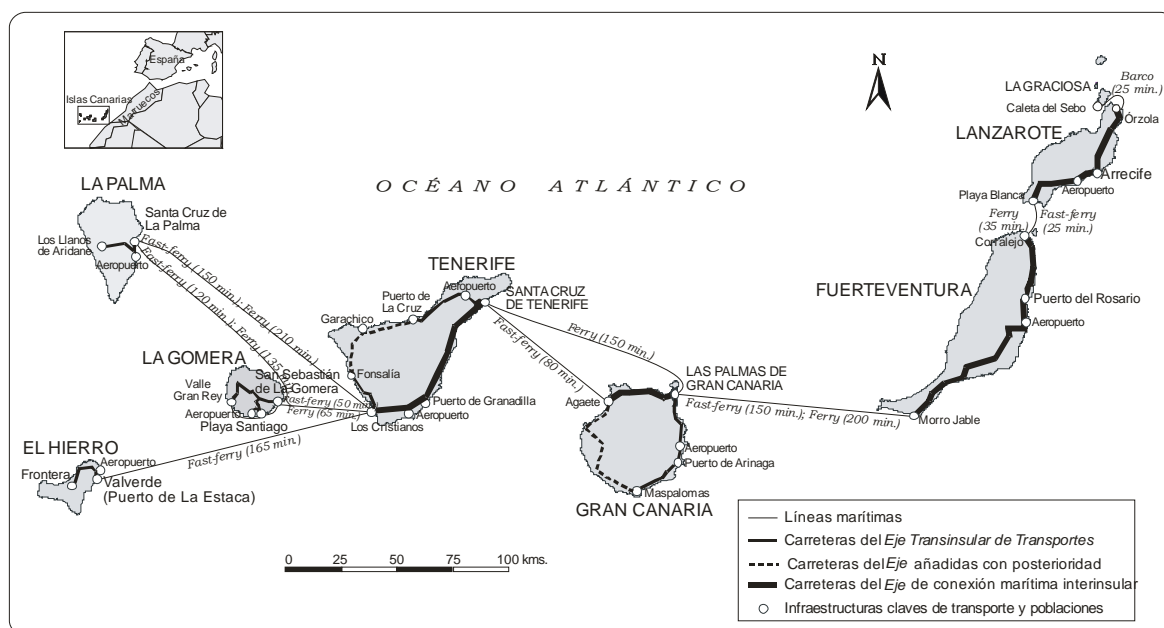 España
Islas Canarias
Marruecos
N
LA GRACIOSA
Barco
(25 min.)
Caleta del Sebo
Órzola
LANZAROTE
Arrecife
Aeropuerto
Playa Blanca
Ferry
(35 min.)
Fast-ferry
(25 min.)
Corralejo
OCÉANO ATLÁNTICO
LA PALMA
Santa Cruz de
La Palma
Los Llanos
de Aridane
Aeropuerto
Fast-ferry (150 min.); Ferry (210 min.)
Fast-ferry (120 min.); Ferry (135
TENERIFE
Aeropuerto
SANTA CRUZ
DE TENERIFE
Puerto de
La Cruz
Garachico
Fonsalía
Puerto de Granadilla
Aeropuerto
Los Cristianos
FUERTEVENTURA
Puerto del Rosario
Aeropuerto
Morro Jable
Ferry (150 min.)
Fast-ferry (80 min.)
LA GOMERA
San Sebastián
de La Gomera
Valle
Gran Rey
Aeropuerto
Playa Santiago
Fast-ferry (50 min.)
Ferry (65 min.)
LAS PALMAS DE
GRAN CANARIA
Fast-ferry (150 min.); Ferry (200 min.)
Agaete
Aeropuerto
Puerto de Arinaga
Maspalomas
GRAN CANARIA
EL HIERRO
Aeropuerto
Frontera
Valverde
(Puerto de La Estaca)
Fast-ferry (165 min.)
0 25 50 75 100 kms.
Líneas marítimas
Carreteras del Eje Transinsular de Transportes
Carreteras del Eje añadidas con posterioridad
Carreteras del Eje de conexión marítima interinsular
Infraestructuras claves de transporte y poblaciones